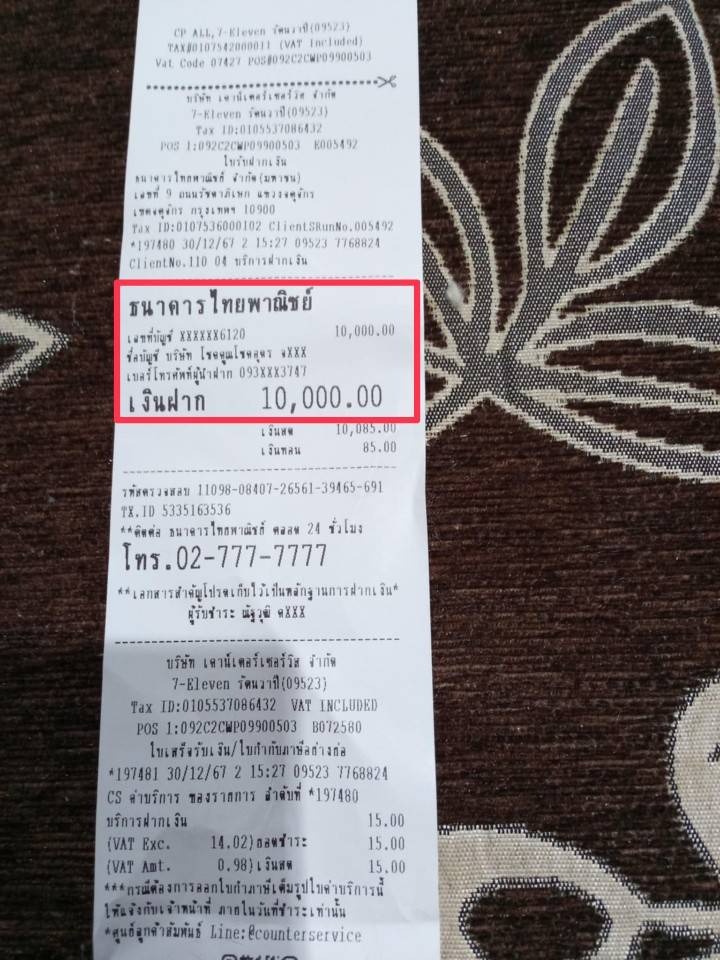 CP ALL,7-Eleven รัตนวาปี(09523)
TAX#0107542000011 (VAT Included)
Vat Code 07427 POS#092C2CWP09900503
บริษัท เคาน์เตอร์เซอร์วิส จำกัด
7-Eleven รัตนวาปี(09523)
Tax ID:0105537086432
POS 1:092C2CWP09900503 E005492
ใบรับฝากเงิน
ธนาคารไทยพาณิชย์ จำกัด(มหาชน)
เลขที่ 9 ถนนรัชดาภิเษก แขวงจตุจักร
เขตจตุจักร กรุงเทพฯ 10900
Tax ID:0107536000102 ClientSRunNo.005492
*197480 30/12/67 2 15:27 09523 7768824
ClientNo.110 04 บริการฝากเงิน
ธนาคารไทยพาณิชย์
เลขที่บัญชี XXXXXX6120 10,000.00
ชื่อบัญชี บริษัท โชคคูณโชคสุตร จXXX
เบอร์โทรศัพท์ผู้นำฝาก 093XXX3747
เงินฝาก 10,000.00
เงินสด 10,085.00
เงินทอน 85.00
รหัสตรวจสอบ 11098-08407-26561-39465-691
TX.ID 5335163536
**ติดต่อ ธนาคารไทยพาณิชย์ ตลอด 24 ชั่วโมง
โทร.02-777-7777
**เอกสารสำคัญโปรดเก็บไว้เป็นหลักฐานการฝากเงิน*
ผู้รับชำระ ณัฐวุฒิ ดXXX
บริษัท เคาน์เตอร์เซอร์วิส จำกัด
7-Eleven รัตนวาปี(09523)
Tax ID:0105537086432 VAT INCLUDED
POS 1:092C2CWP09900503 B072580
ใบเสร็จรับเงิน/ใบกำกับภาษีอย่างย่อ
*197481 30/12/67 2 15:27 09523 7768824
CS ค่าบริการ ของรายการ ลำดับที่ *197480
บริการฝากเงิน 15.00
(VAT Exc. 14.02)ยอดชำระ 15.00
(VAT Amt. 0.98)เงินสด 15.00
***กรณีต้องการออกใบกำกับภาษีเต็มรูปใบค่าบริการนี้
ให้แจ้งกับเจ้าหน้าที่ ภายในวันที่ชำระเท่านั้น
*ศูนย์ลูกค้าสัมพันธ์ Line:@counterservice